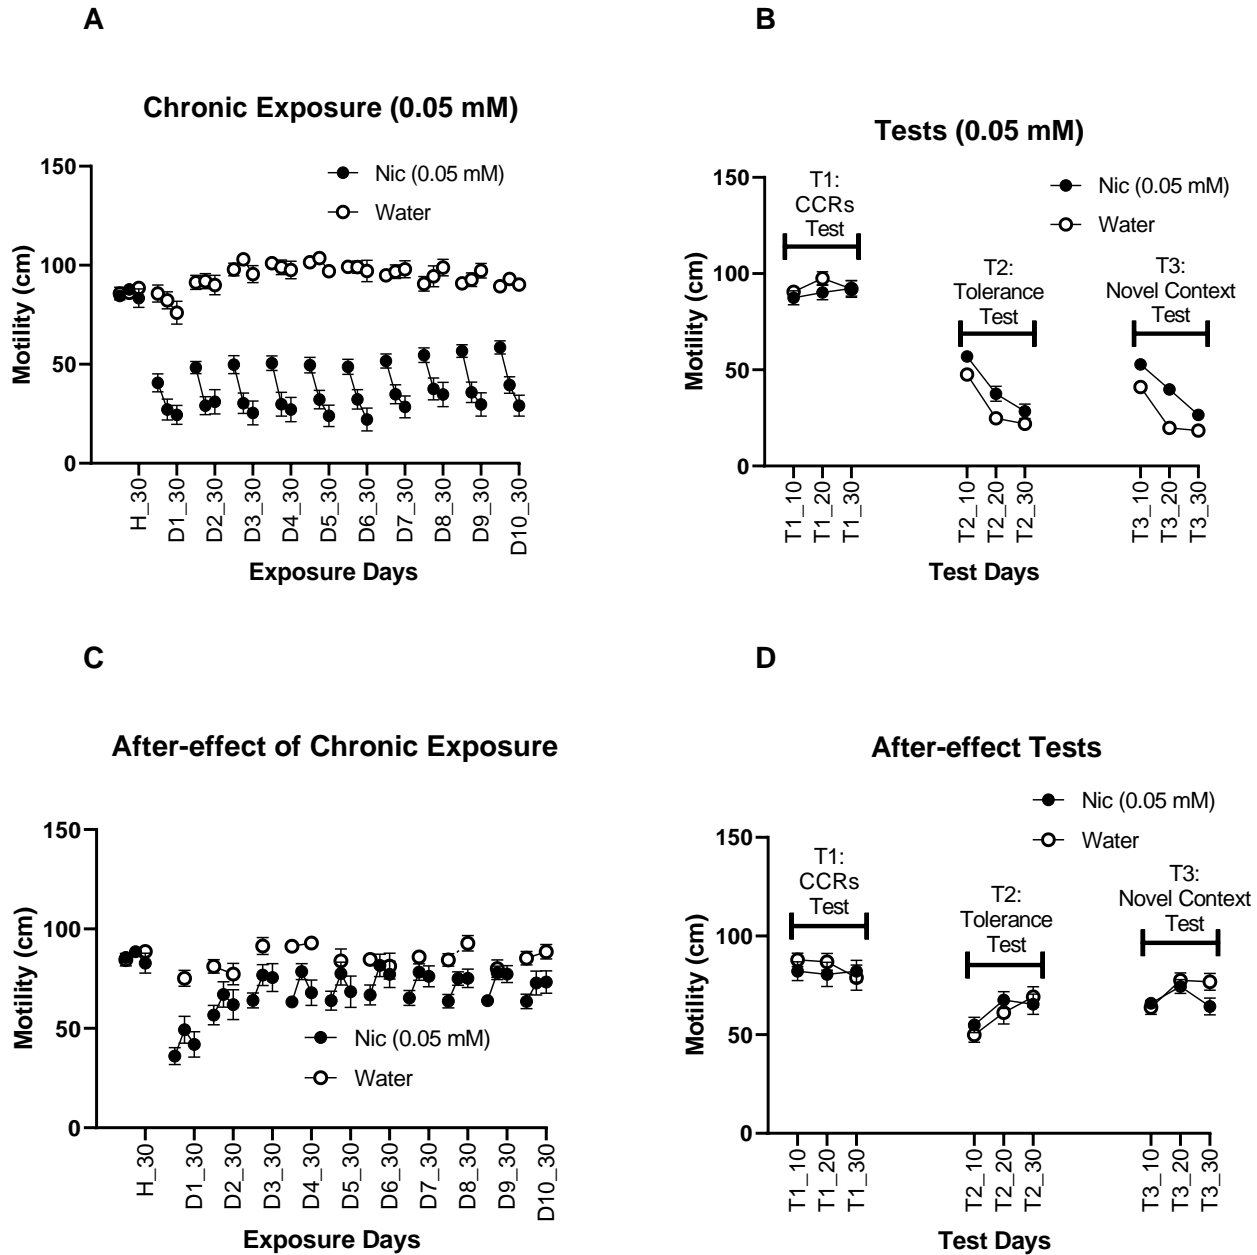 A
Chronic Exposure (0.05 mM)
Nic (0.05 mM)
Water
Motility (cm)
150
100
50
0
H_30
D1_30
D2_30
D3_30
D4_30
D5_30
D6_30
D7_30
D8_30
D9_30
D10_30
Exposure Days
B
Tests (0.05 mM)
Nic (0.05 mM)
Water
T1:
CCRs
Test
T2:
Tolerance
Test
T3:
Novel Context
Test
Motility (cm)
150
100
50
0
T1_10
T1_20
T1_30
T2_10
T2_20
T2_30
T3_10
T3_20
T3_30
Test Days
C
After-effect of Chronic Exposure
Motility (cm)
150
100
50
0
Nic (0.05 mM)
Water
H_30
D1_30
D2_30
D3_30
D4_30
D5_30
D6_30
D7_30
D8_30
D9_30
D10_30
Exposure Days
D
After-effect Tests
Nic (0.05 mM)
Water
T1:
CCRs
Test
T2:
Tolerance
Test
T3:
Novel Context
Test
Motility (cm)
150
100
50
0
T1_10
T1_20
T1_30
T2_10
T2_20
T2_30
T3_10
T3_20
T3_30
Test Days